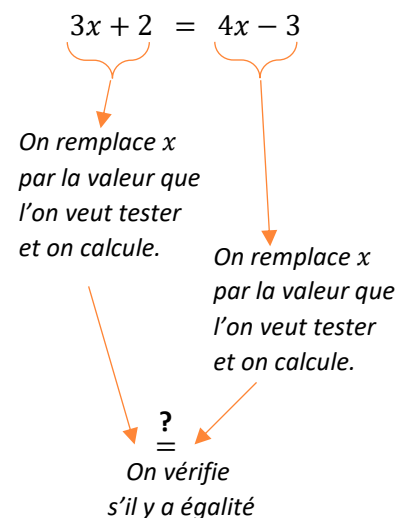 3x + 2 = 4x − 3
On remplace x
par la valeur que
l'on veut tester
et on calcule.
On remplace x
par la valeur que
l'on veut tester
et on calcule.
?
=
On vérifie
s'il y a égalité